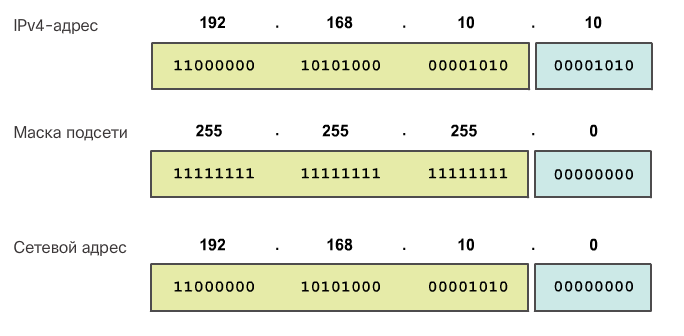 IPv4-адрес 192 . 168 . 10 . 10
11000000 10101000 00001010 00001010
Маска подсети 255 . 255 . 255 . 0
11111111 11111111 11111111 00000000
Сетевой адрес 192 . 168 . 10 . 0
11000000 10101000 00001010 00000000